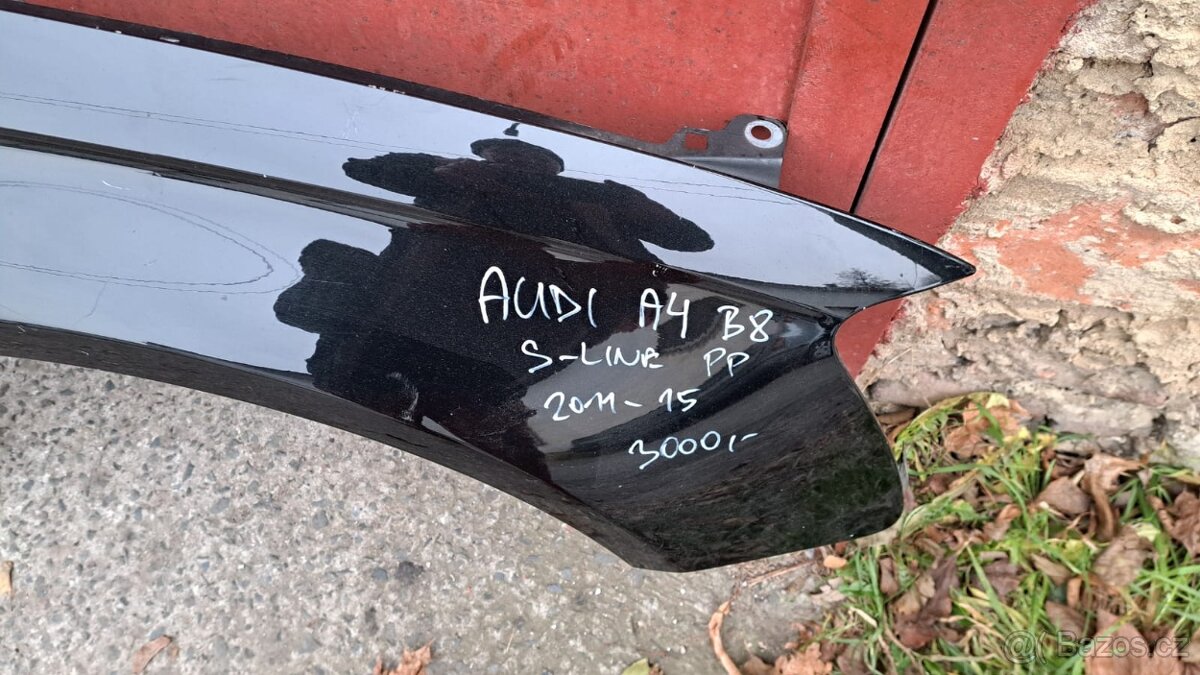 AUDI A4 B8
S-LINE PP
2011-15
3000,-
@( Bazos.cz